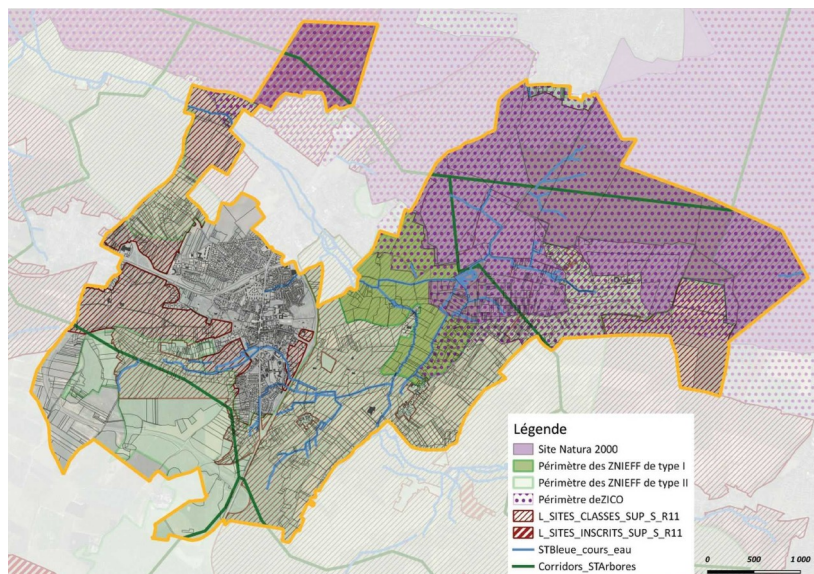 Légende
Site Natura 2000
Périmètre des ZNIEFF de type I
Périmètre des ZNIEFF de type II
Périmètre deZICO
L_SITES_CLASSES_SUP_S_R11
L_SITES_INSCRITS_SUP_S_R11
STBleue_cours_eau
Corridors_STArbores
0 500 1 000